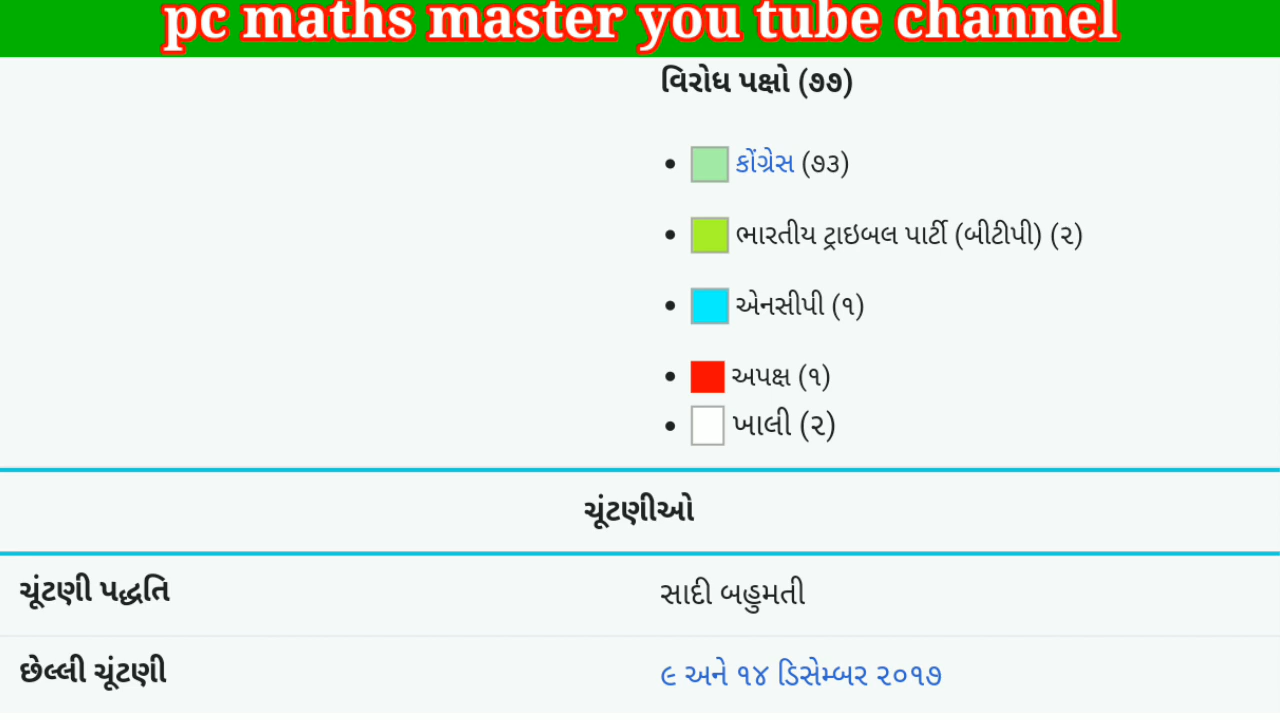 pc maths master you tube channel
વિરોધ પક્ષો (૭૭)
કોંગ્રેસ (૭૩)
ભારતીય ટ્રાઇબલ પાર્ટી (બીટીપી) (૨)
એનસીપી (૧)
અપક્ષ (૧)
ખાલી (૨)
ચૂંટણીઓ
ચૂંટણી પદ્ધતિ
સાદી બહુમતી
છેલ્લી ચૂંટણી
૯ અને ૧૪ ડિસેમ્બર ૨૦૧૭